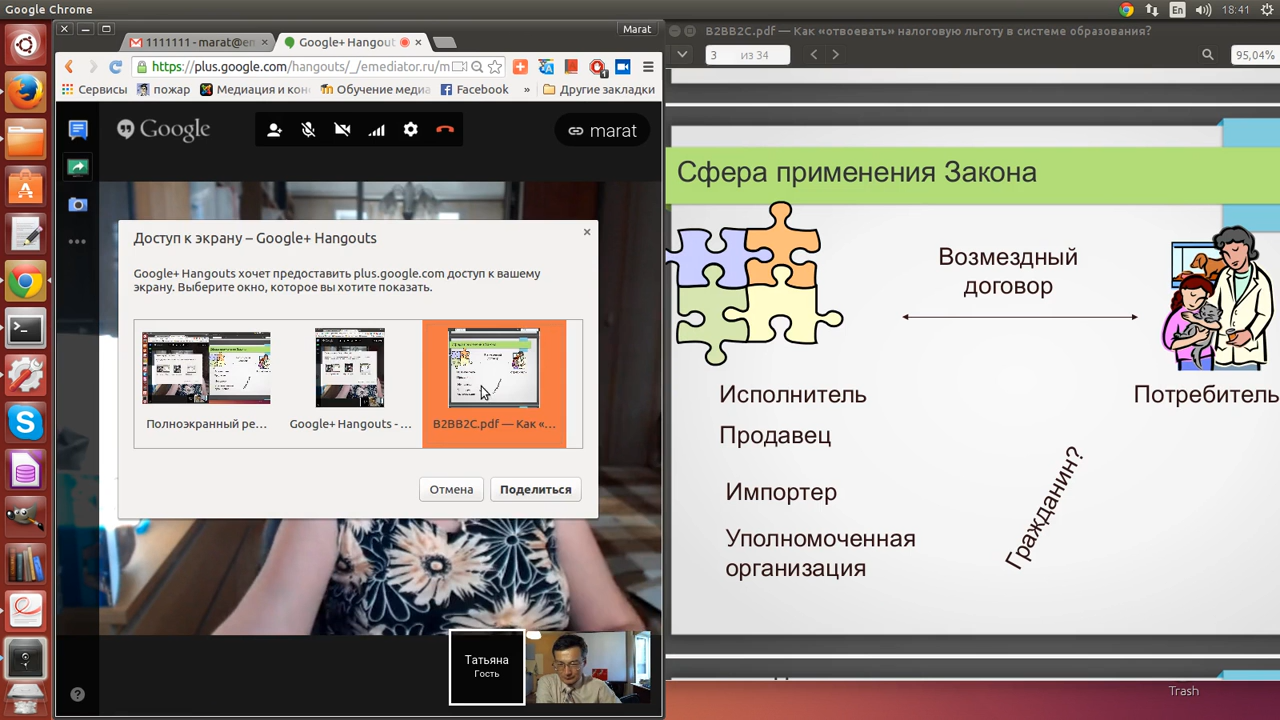 Google Chrome
En
18:41
Marat
1111111 - marat@em
Google+ Hangout
B2BB2C.pdf — Как «отвоевать» налоговую льготу в системе образования?
https://plus.google.com/hangouts/_/emediator.ru/m
1
3
из 34
95,04%
Сервисы
пожар
Медиация и кон
Обучение медиа
Facebook
»
Другие закладки
Google
marat
Доступ к экрану – Google+ Hangouts
Google+ Hangouts хочет предоставить plus.google.com доступ к вашему
экрану. Выберите окно, которое вы хотите показать.
Полноэкранный ре...
Google+ Hangouts - ...
B2BB2C.pdf — Как «...
Отмена
Поделиться
Татьяна
Гость
Сфера применения Закона
Возмездный
договор
Исполнитель
Потребитель
Продавец
Импортер
Гражданин?
Уполномоченная
организация
Trash